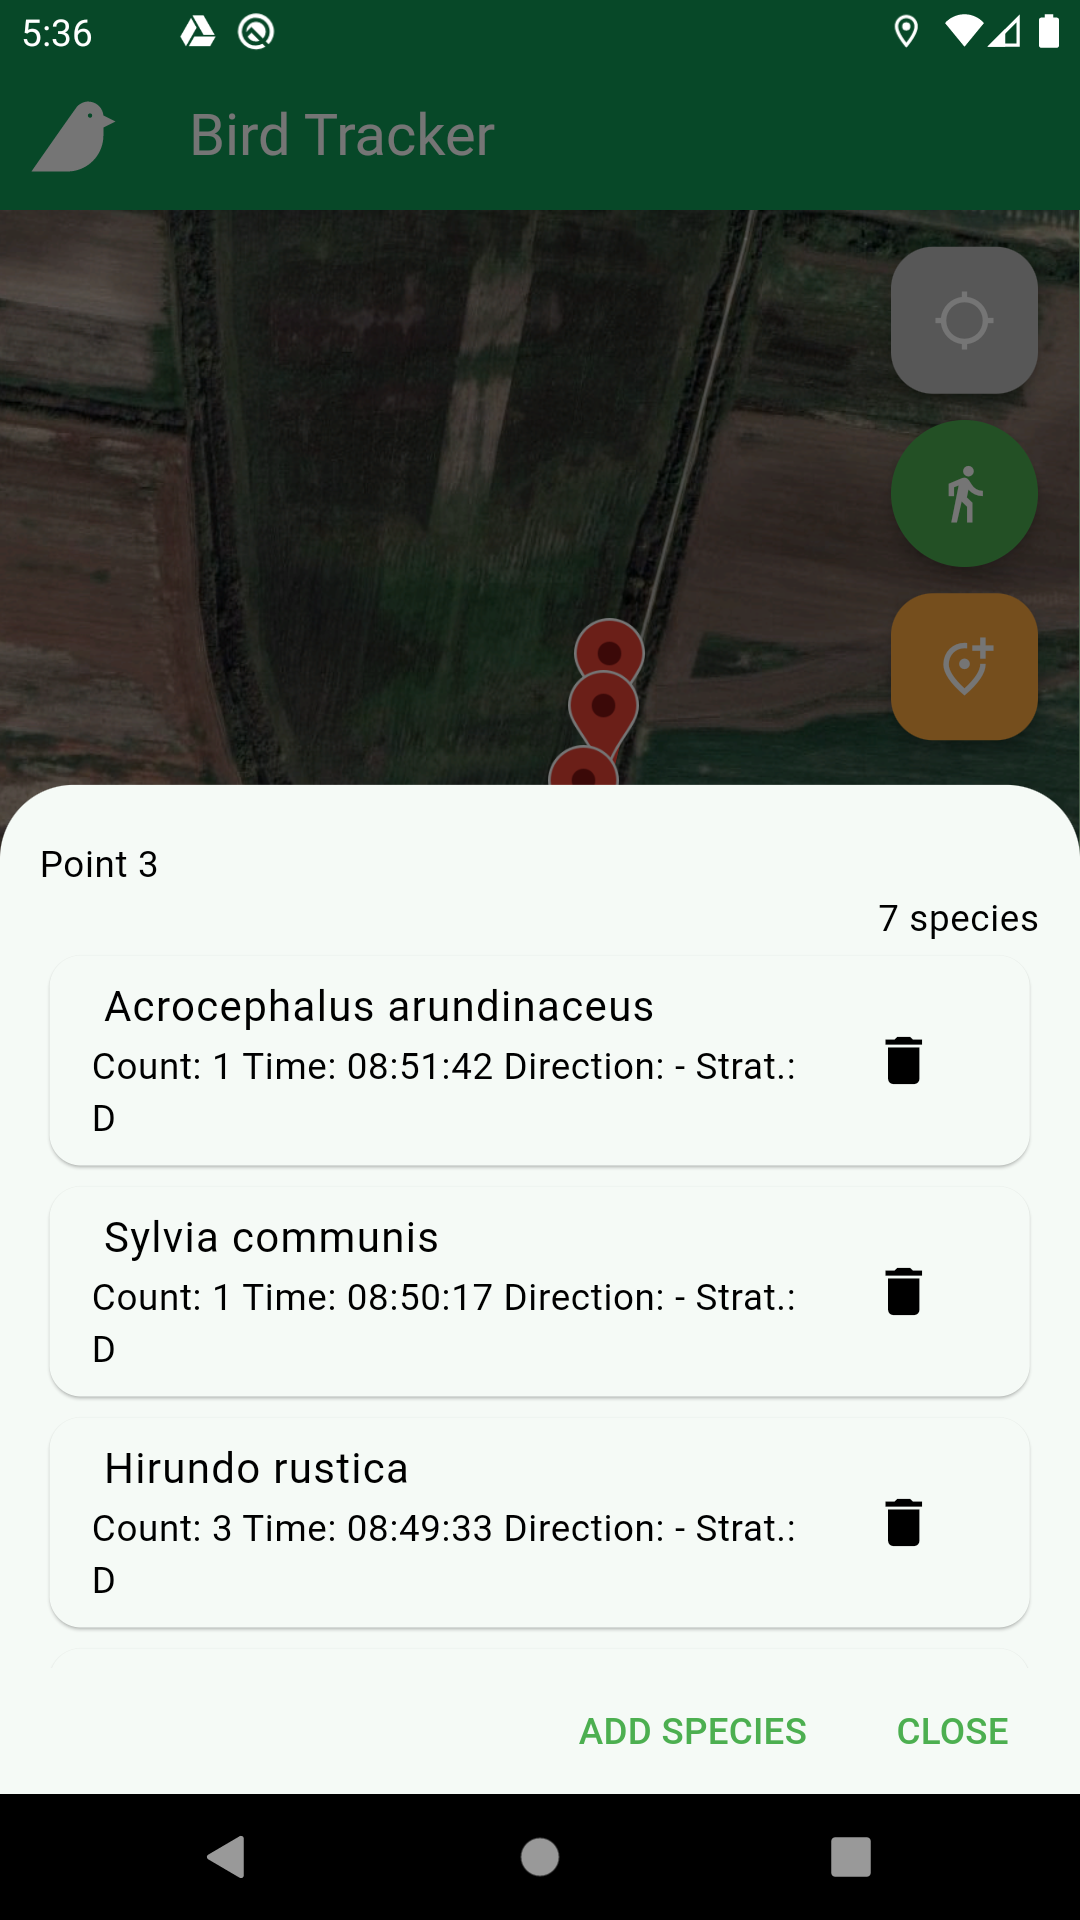 5:36
Bird Tracker
Point 3
7 species
Acrocephalus arundinaceus
Count: 1 Time: 08:51:42 Direction: - Strat.:
D
Sylvia communis
Count: 1 Time: 08:50:17 Direction: - Strat.:
D
Hirundo rustica
Count: 3 Time: 08:49:33 Direction: - Strat.:
D
ADD SPECIES
CLOSE